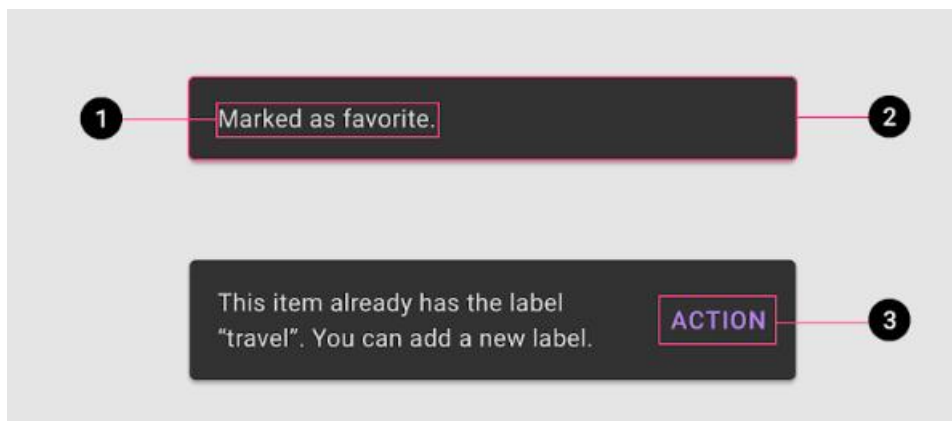 1
Marked as favorite.
2
This item already has the label
“travel”. You can add a new label.
ACTION
3